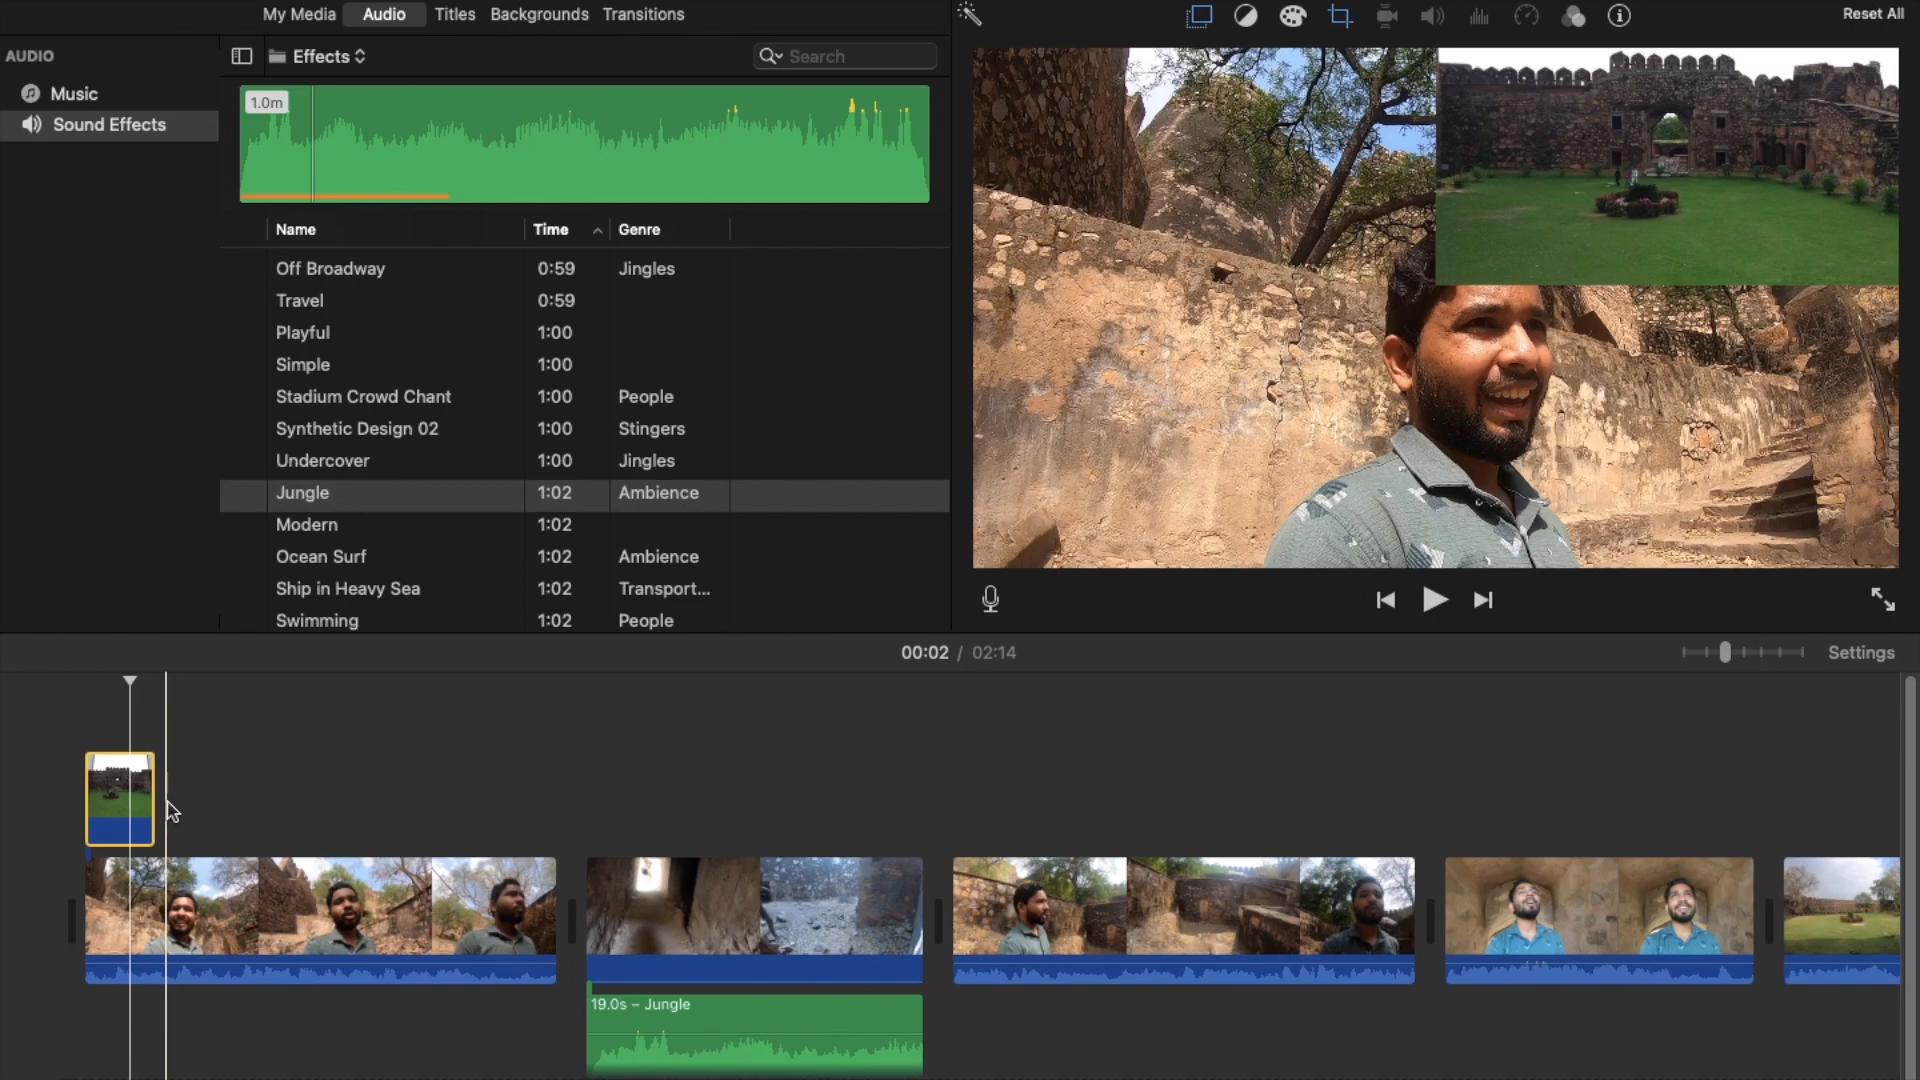 My Media Audio Titles Backgrounds Transitions
Reset All
AUDIO
Effects
Search
Music
Sound Effects
1.0m
Name Time Genre
Off Broadway 0:59 Jingles
Travel 0:59
Playful 1:00
Simple 1:00
Stadium Crowd Chant 1:00 People
Synthetic Design 02 1:00 Stingers
Undercover 1:00 Jingles
Jungle 1:02 Ambience
Modern 1:02
Ocean Surf 1:02 Ambience
Ship in Heavy Sea 1:02 Transport...
Swimming 1:02 People
00:02 / 02:14
Settings
19.0s – Jungle